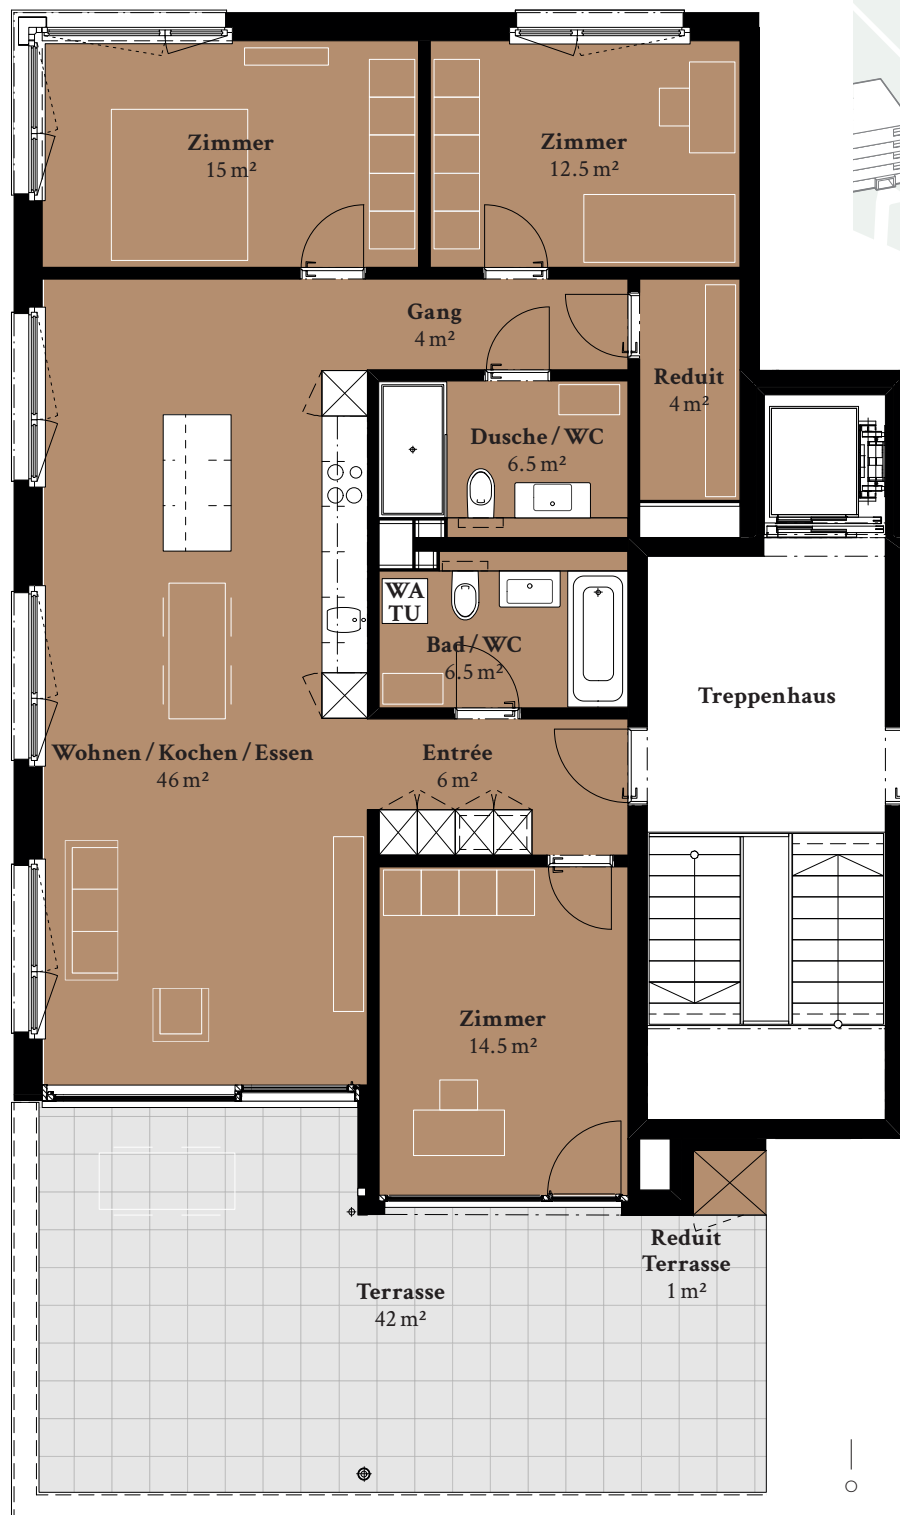 Zimmer
15 m²
Zimmer
12.5 m²
Gang
4 m²
Reduit
4 m²
Dusche / WC
6.5 m²
WA
TU
Bad / WC
6.5 m²
Treppenhaus
Wohnen / Kochen / Essen
46 m²
Entrée
6 m²
Zimmer
14.5 m²
Reduit
Terrasse
1 m²
Terrasse
42 m²